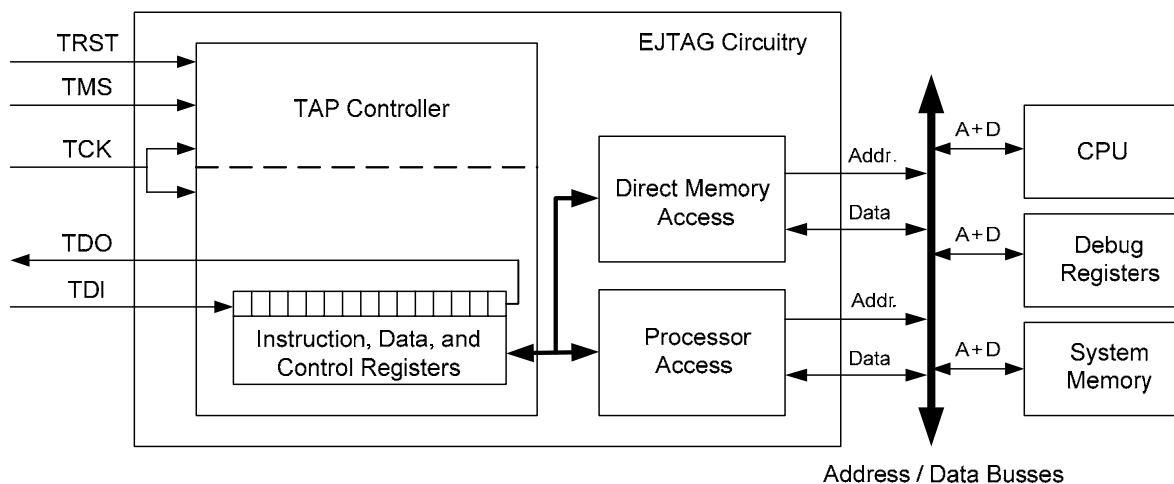 EJTAG Circuitry
TRST
TMS
TCK
TDO
TDI
TAP Controller
Instruction, Data, and
Control Registers
Direct Memory
Access
Processor
Access
Addr.
Data
Addr.
Data
A+D
A+D
A+D
CPU
Debug
Registers
System
Memory
Address / Data Busses